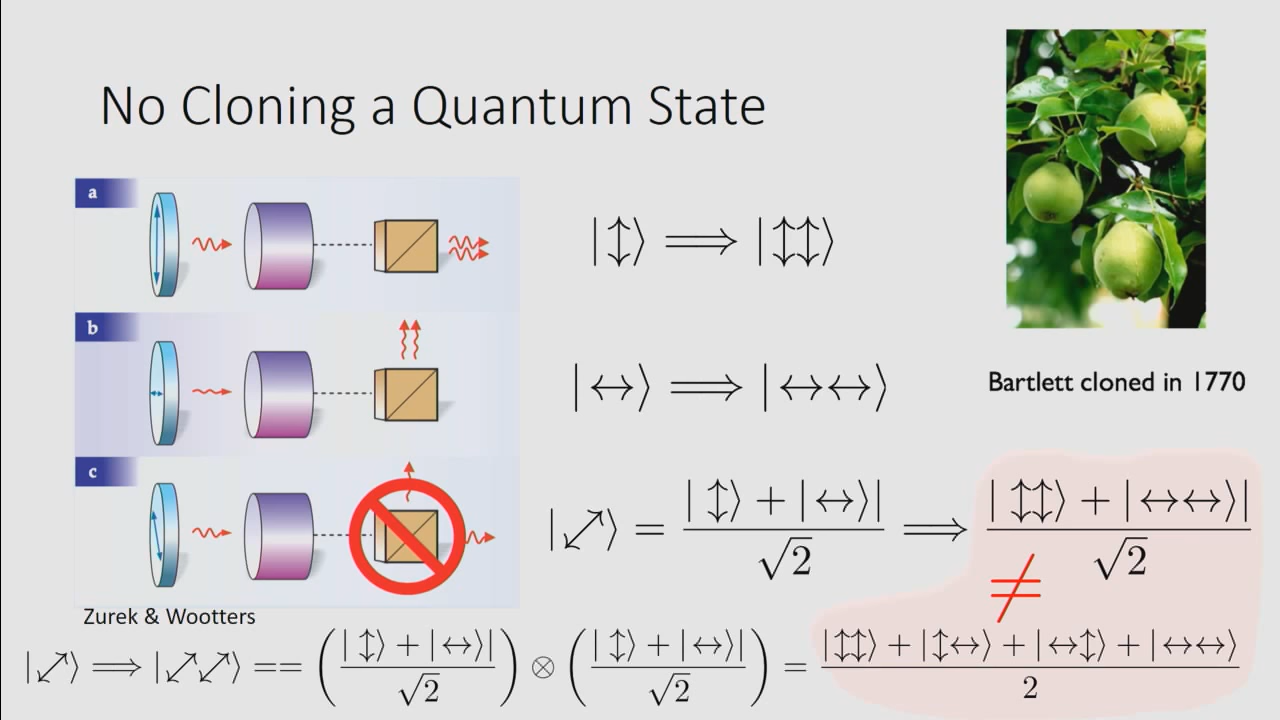 No Cloning a Quantum State
a
|↕⟩ ⟹ |↕↕⟩
b
|↔⟩ ⟹ |↔↔⟩
Bartlett cloned in 1770
c
|⤢⟩ = (|↕⟩ + |↔⟩|)/√2 ⟹ (|↕↕⟩ + |↔↔⟩|)/√2
≠
Zurek & Wootters
|⤢⟩ ⟹ |⤢⤢⟩ == ((|↕⟩ + |↔⟩|)/√2) ⊗ ((|↕⟩ + |↔⟩|)/√2) = (|↕↕⟩ + |↕↔⟩ + |↔↕⟩ + |↔↔⟩)/2